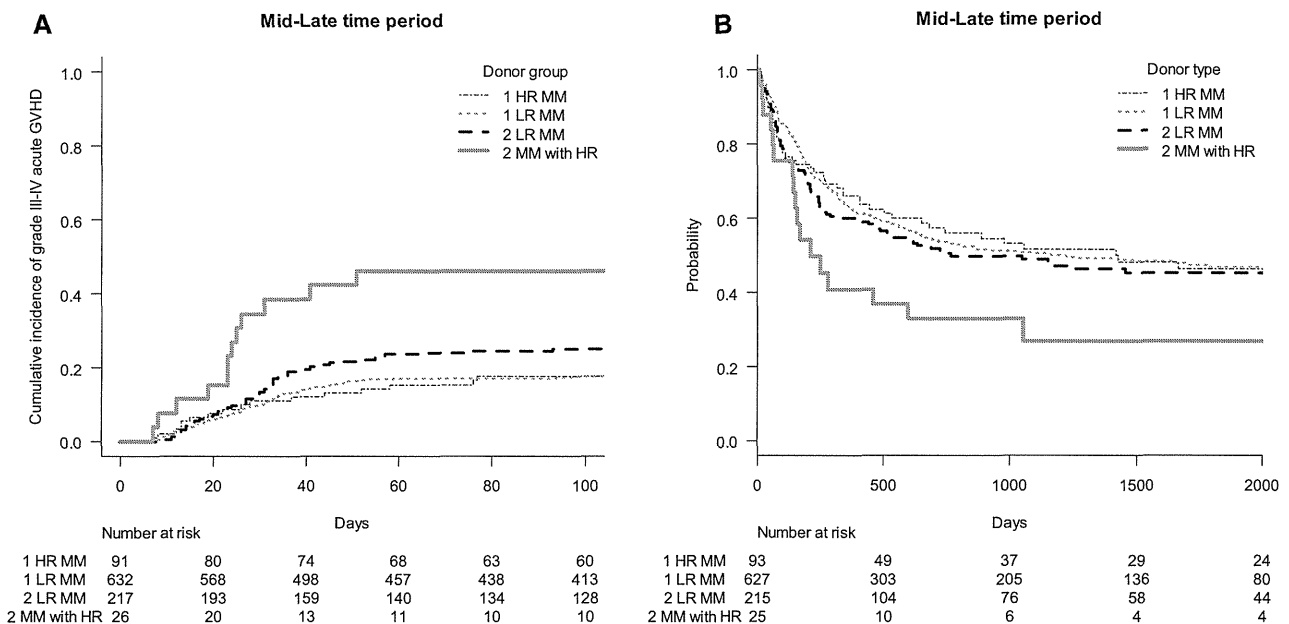 A
Mid-Late time period
Cumulative incidence of grade III-IV acute GVHD
1.0
0.8
0.6
0.4
0.2
0.0
Donor group
1 HR MM
1 LR MM
2 LR MM
2 MM with HR
0 20 40 60 80 100
Days
Number at risk
1 HR MM 91 80 74 68 63 60
1 LR MM 632 568 498 457 438 413
2 LR MM 217 193 159 140 134 128
2 MM with HR 26 20 13 11 10 10
B
Mid-Late time period
Probability
1.0
0.8
0.6
0.4
0.2
0.0
Donor type
1 HR MM
1 LR MM
2 LR MM
2 MM with HR
0 500 1000 1500 2000
Days
Number at risk
1 HR MM 93 49 37 29 24
1 LR MM 627 303 205 136 80
2 LR MM 215 104 76 58 44
2 MM with HR 25 10 6 4 4